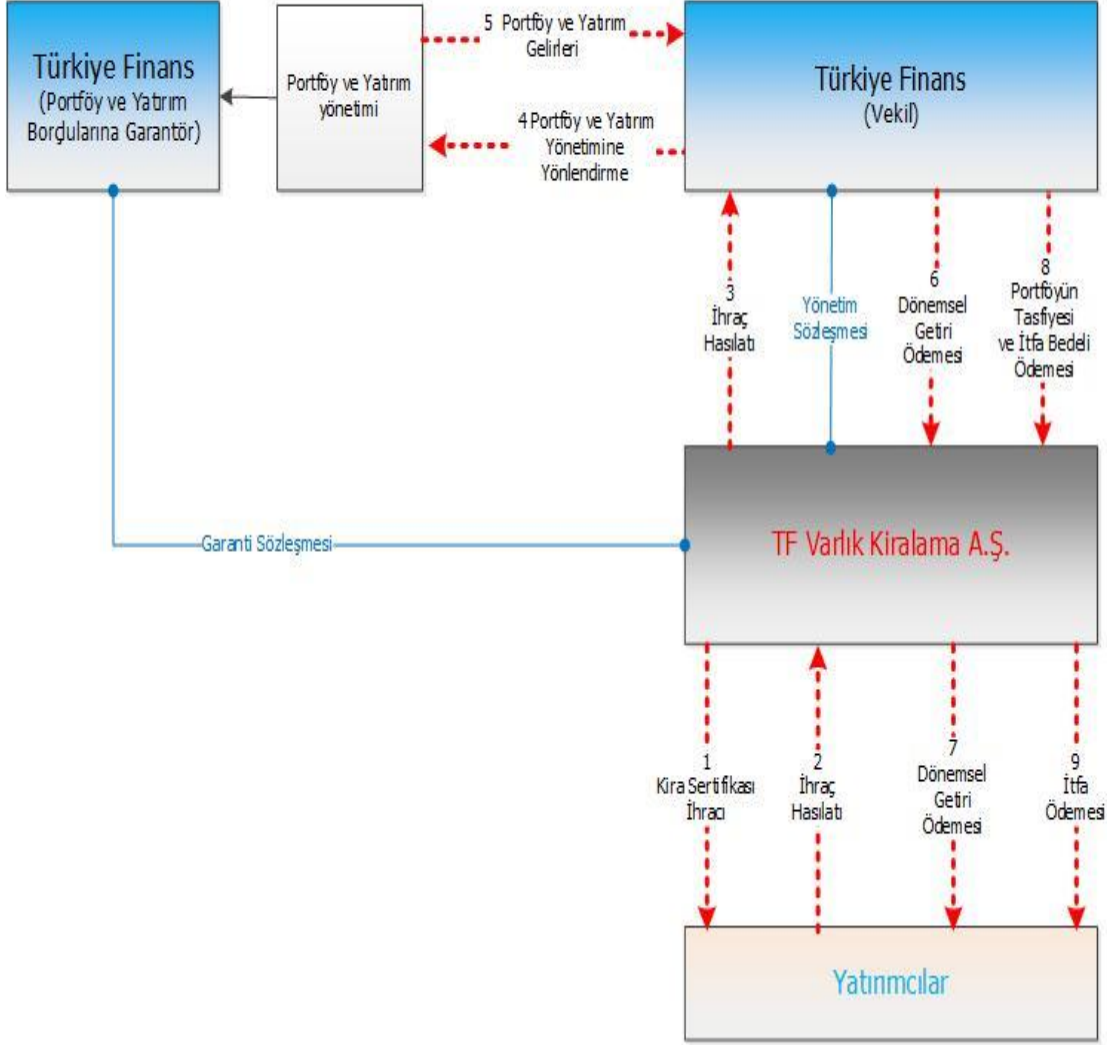 Türkiye Finans
(Portföy ve Yatırım
Borçlularına Garantör)
Portföy ve Yatırım
yönetimi
5 Portföy ve Yatırım
Gelirleri
4 Portföy ve Yatırım
Yönetimine
Yönlendirme
Türkiye Finans
(Vekil)
3
İhraç
Hasılatı
Yönetim
Sözleşmesi
6
Dönemsel
Getiri
Ödemesi
8
Portföyün
Tasfiyesi
ve İtfa Bedeli
Ödemesi
Garanti Sözleşmesi
TF Varlık Kiralama A.Ş.
1
Kira Sertifikası
İhracı
2
İhraç
Hasılatı
7
Dönemsel
Getiri
Ödemesi
9
İtfa
Ödemesi
Yatırımcılar